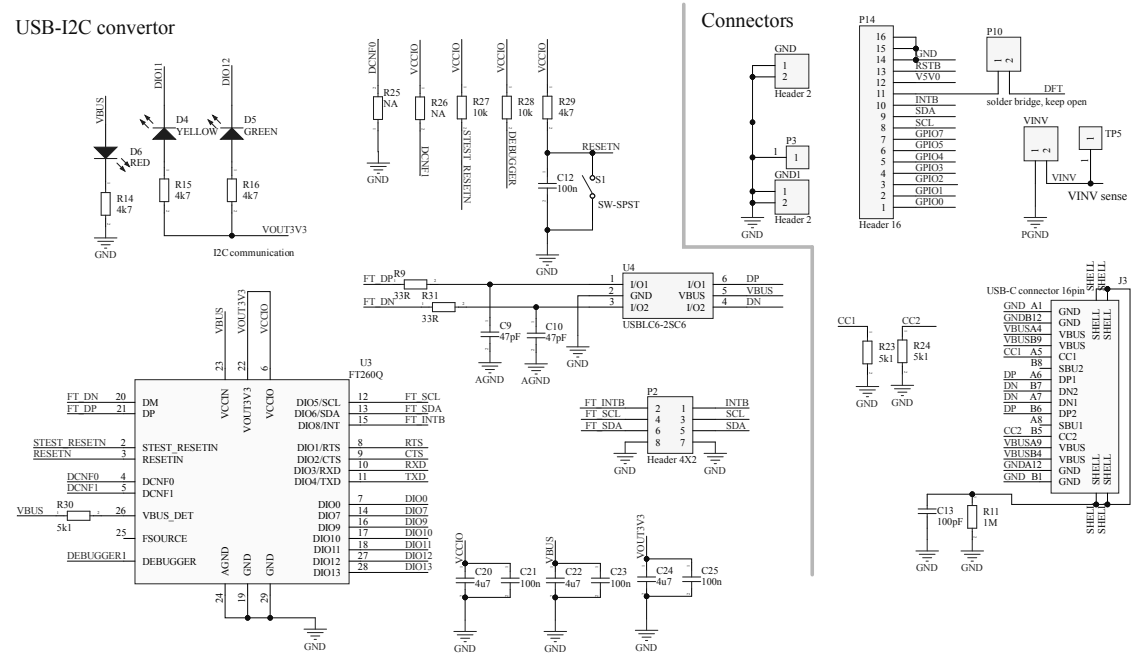 USB-I2C convertor
VBUS
D6
RED
R14
4k7
GND
DIO11
D4
YELLOW
R15
4k7
DIO12
D5
GREEN
R16
4k7
VOUT3V3
I2C communication
DCNF0
R25
NA
GND
VCCIO
R26
NA
DCNF1
VCCIO
R27
10k
STEST_RESETN
VCCIO
R28
10k
DEBUGGER
VCCIO
R29
4k7
RESETN
C12
100n
S1
SW-SPST
GND
Connectors
GND
1
2
Header 2
P3
1
GND1
1
2
Header 2
GND
P14
16
15
14 GND
13 RSTB
12 V5V0
11
10 INTB
9 SDA
8 SCL
7 GPIO7
6 GPIO5
5 GPIO4
4 GPIO3
3 GPIO2
2 GPIO1
1 GPIO0
Header 16
P10
1 2
DFT
solder bridge, keep open
VINV
1 2
TP5
1
VINV
VINV sense
PGND
FT_DP
R9
33R
FT_DN
R31
33R
C9
47pF
AGND
C10
47pF
AGND
GND
U4
1 I/O1 I/O1 6 DP
2 GND VBUS 5 VBUS
3 I/O2 I/O2 4 DN
USBLC6-2SC6
VBUS
VOUT3V3
VCCIO
23
22
6
U3
FT260Q
VCCIN
VOUT3V3
VCCIO
FT_DN 20 DM
FT_DP 21 DP
STEST_RESETN 2 STEST_RESETIN
RESETN 3 RESETIN
DCNF0 4 DCNF0
DCNF1 5 DCNF1
VBUS
R30
5k1
26 VBUS_DET
25 FSOURCE
DEBUGGER1 DEBUGGER
DIO5/SCL 12 FT_SCL
DIO6/SDA 13 FT_SDA
DIO8/INT 15 FT_INTB
DIO1/RTS 8 RTS
DIO2/CTS 9 CTS
DIO3/RXD 10 RXD
DIO4/TXD 11 TXD
DIO0 7 DIO0
DIO7 14 DIO7
DIO9 16 DIO9
DIO10 17 DIO10
DIO11 18 DIO11
DIO12 27 DIO12
DIO13 28 DIO13
AGND
GND
GND
24
19
29
GND
P2
FT_INTB 2 1 INTB
FT_SCL 4 3 SCL
FT_SDA 6 5 SDA
8 7
GND
Header 4X2
GND
VCCIO
C20
4u7
C21
100n
GND
VBUS
C22
4u7
C23
100n
GND
VOUT3V3
C24
4u7
C25
100n
GND
CC1
R23
5k1
GND
CC2
R24
5k1
GND
J3
USB-C connector 16pin
SHELL
SHELL
SHELL
SHELL
GND A1 GND
GNDB12 GND
VBUSA4 VBUS
VBUSB9 VBUS
CC1 A5 CC1
B8 SBU2
DP A6 DP1
DN B7 DN2
DN A7 DN1
DP B6 DP2
A8 SBU1
CC2 B5 CC2
VBUSA9 VBUS
VBUSB4 VBUS
GNDA12 GND
GND B1 GND
SHELL
SHELL
SHELL
SHELL
C13
100pF
GND
R11
1M
GND